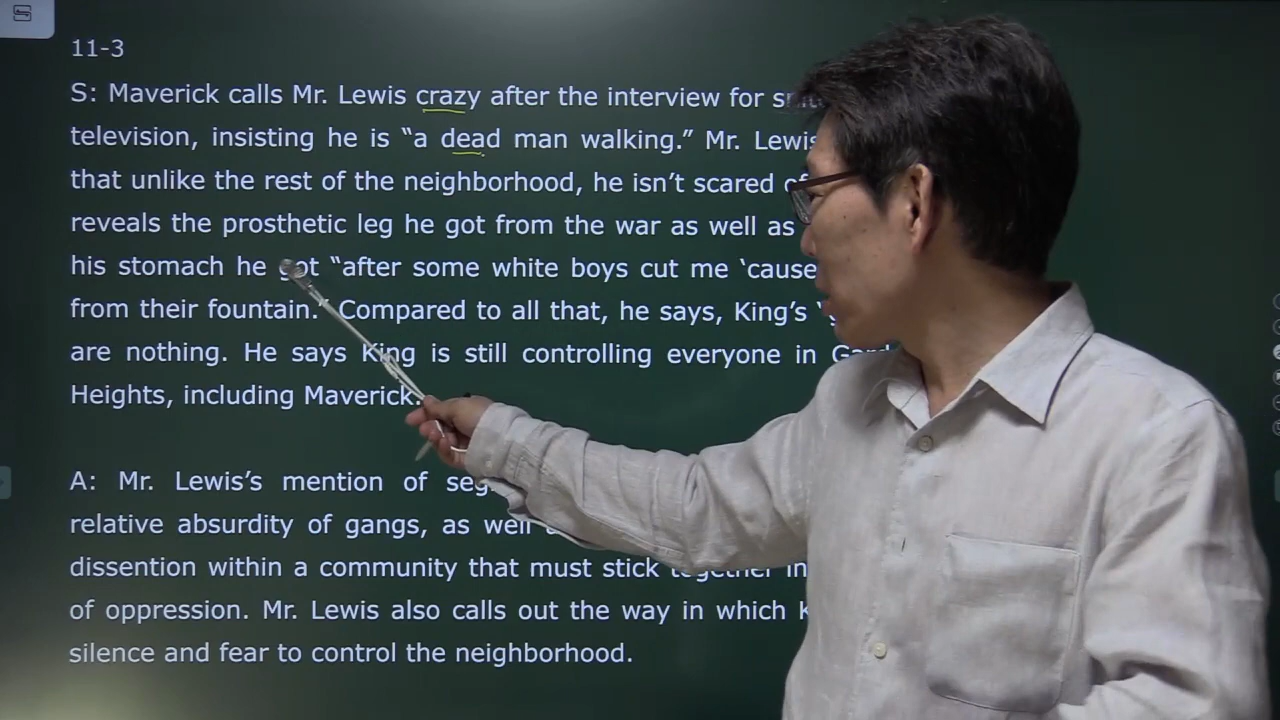 11-3
S: Maverick calls Mr. Lewis crazy after the interview for
television, insisting he is “a dead man walking.” Mr. Lewis
that unlike the rest of the neighborhood, he isn’t scared
reveals the prosthetic leg he got from the war as well as
his stomach he got “after some white boys cut me ‘cause
from their fountain.” Compared to all that, he says, King’s
are nothing. He says King is still controlling everyone in
Heights, including Maverick.
A: Mr. Lewis’s mention of
relative absurdity of gangs, as well
dissention within a community that must stick together in
of oppression. Mr. Lewis also calls out the way in which
silence and fear to control the neighborhood.